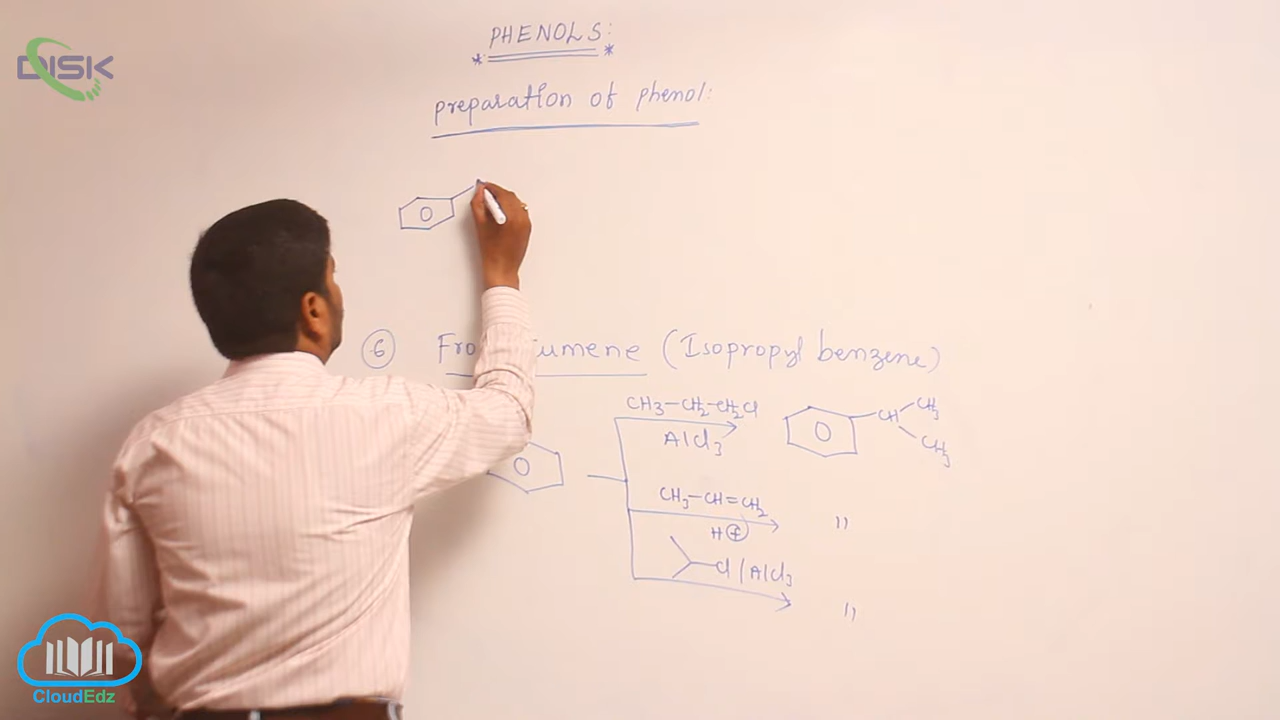 DISK
PHENOLS:
preparation of phenol:
6 From Cumene (Isopropyl benzene)
CH3-CH2-CH2Cl
AlCl3
CH
CH3
CH3
CH3-CH=CH2
H+
"
Cl/AlCl3
"
CloudEdz